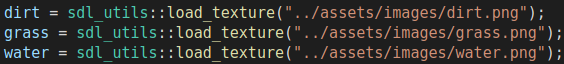 dirt = sdl_utils::load_texture("../assets/images/dirt.png");
grass = sdl_utils::load_texture("../assets/images/grass.png");
water = sdl_utils::load_texture("../assets/images/water.png");